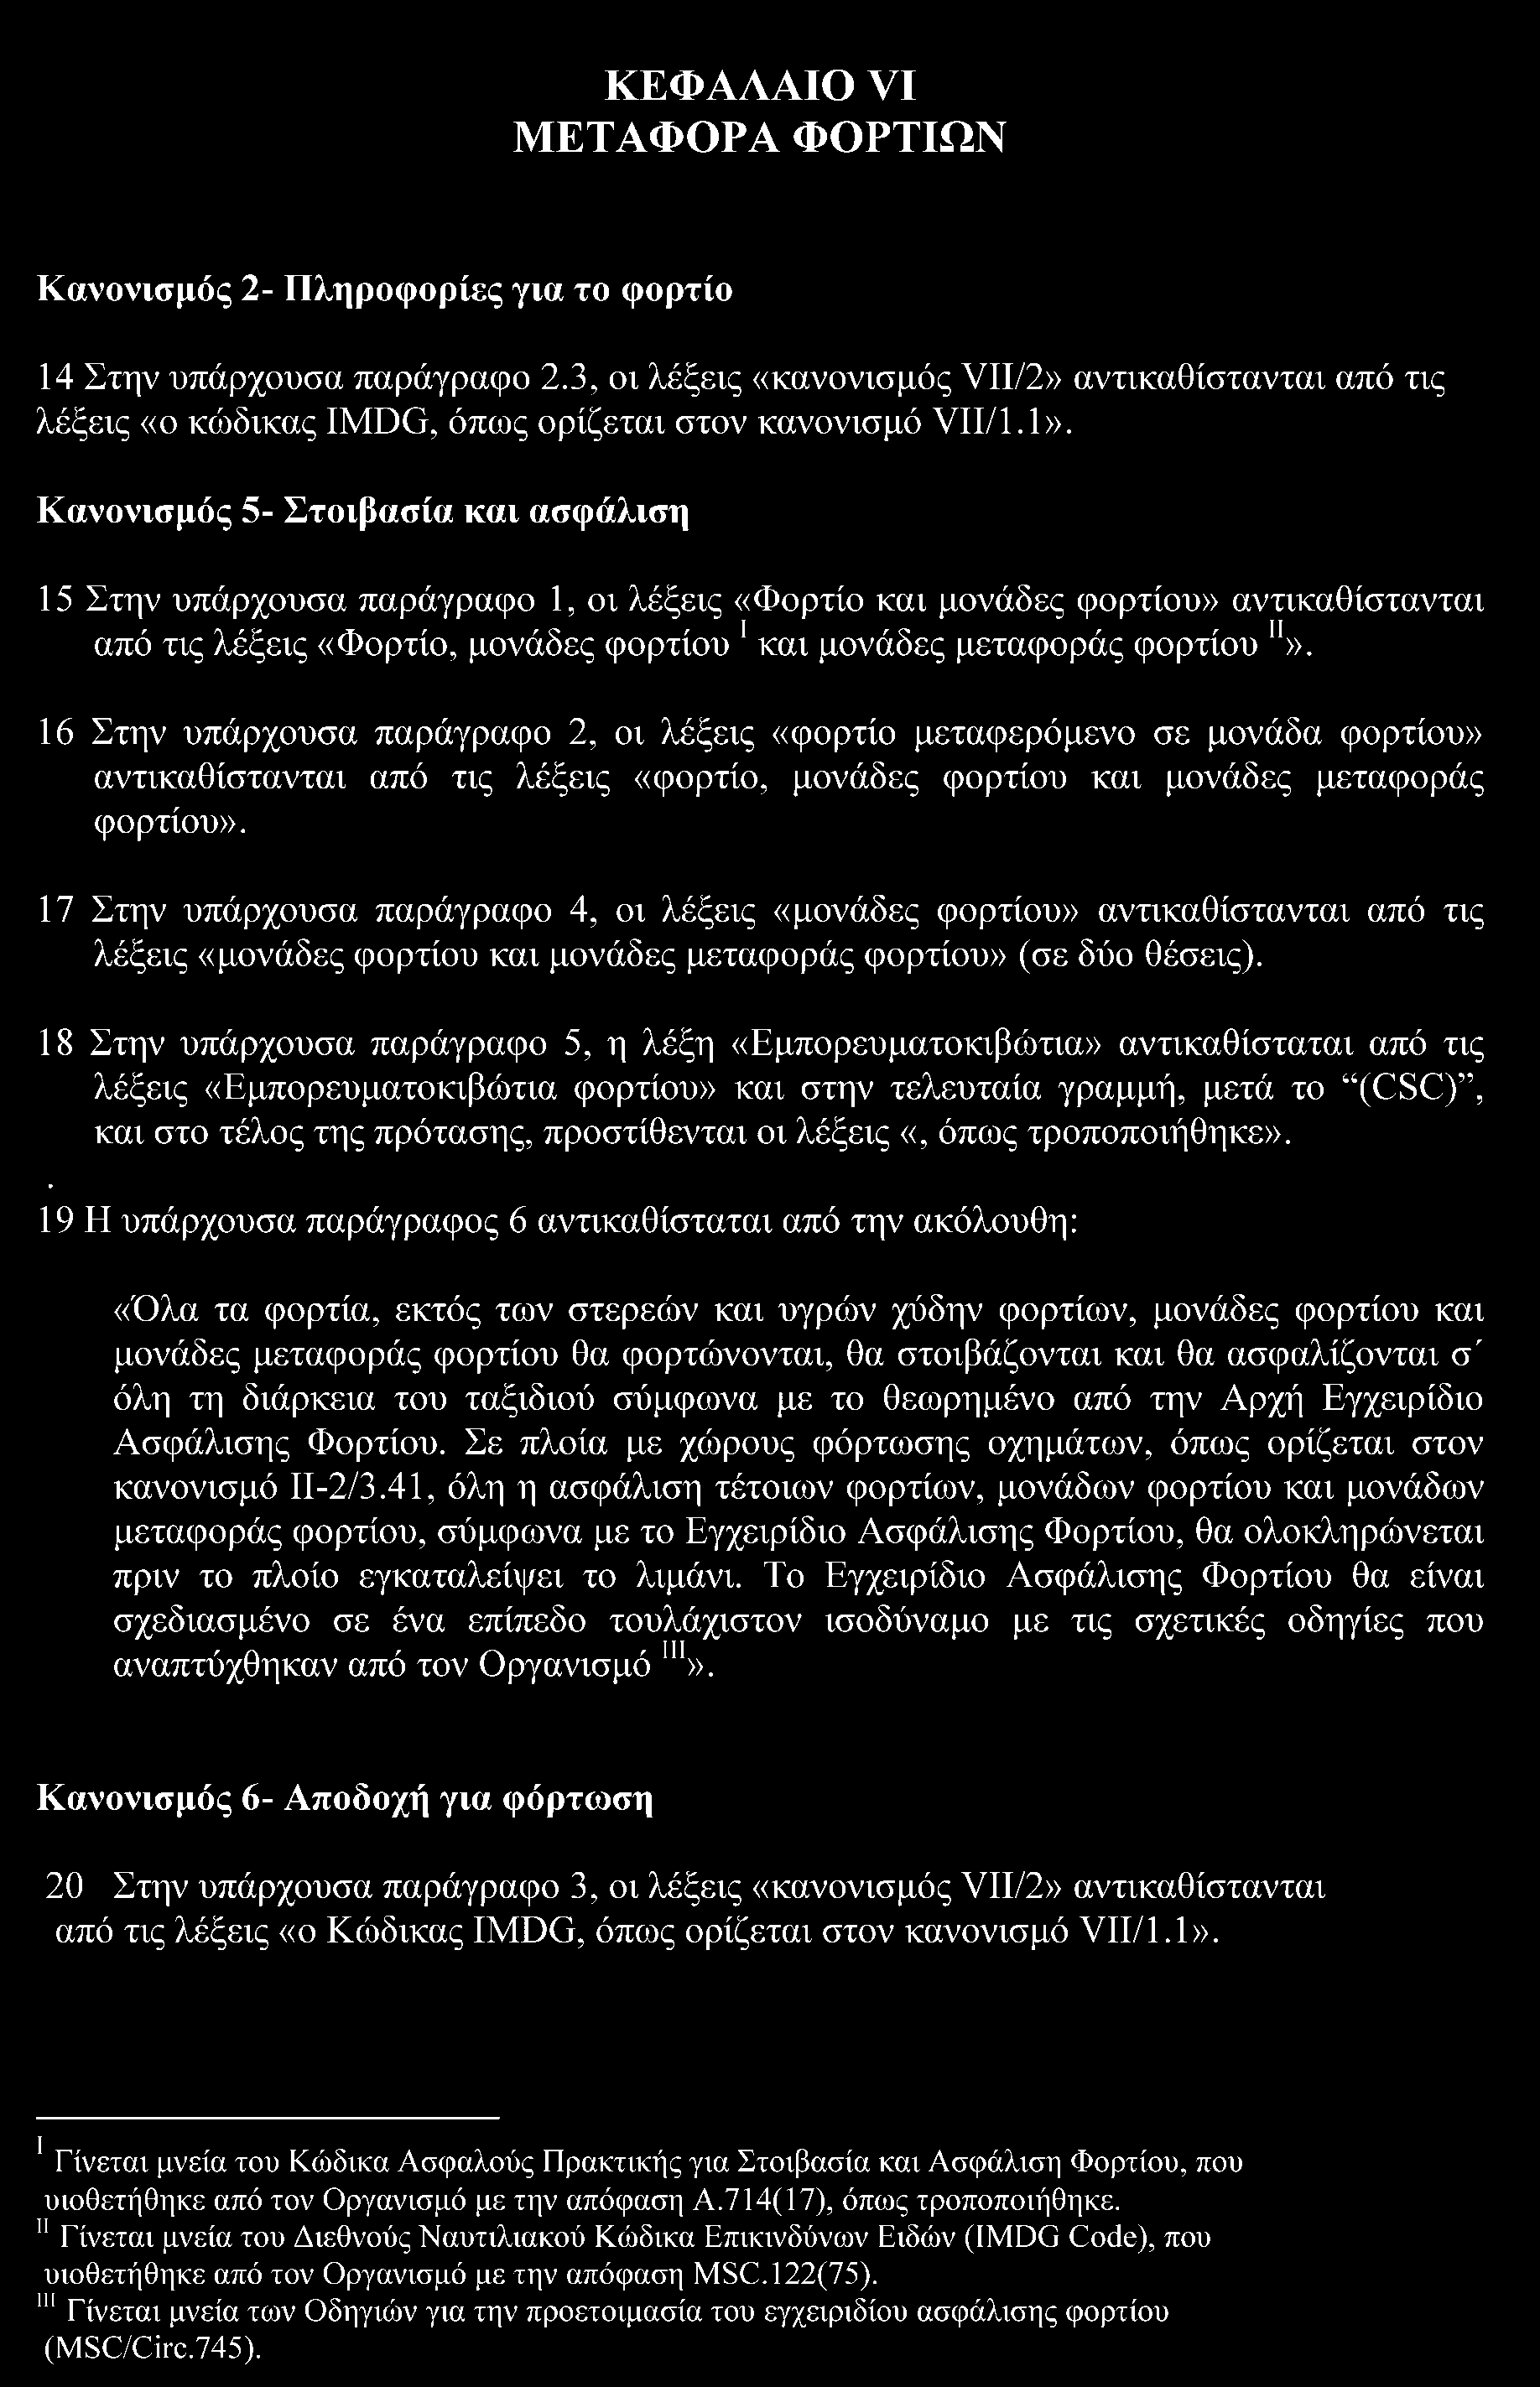 ΚΕΦΑΛΑΙΟ VI
ΜΕΤΑΦΟΡΑ ΦΟΡΤΙΩΝ
Κανονισμός 2- Πληροφορίες για το φορτίο
14 Στην υπάρχουσα παράγραφο 2.3, οι λέξεις «κανονισμός VII/2» αντικαθίστανται από τις
λέξεις «ο κώδικας IMDG, όπως ορίζεται στον κανονισμό VII/1.1».
Κανονισμός 5- Στοιβασία και ασφάλιση
15 Στην υπάρχουσα παράγραφο 1, οι λέξεις «Φορτίο και μονάδες φορτίου» αντικαθίστανται
από τις λέξεις «Φορτίο, μονάδες φορτίου I και μονάδες μεταφοράς φορτίου II».
16 Στην υπάρχουσα παράγραφο 2, οι λέξεις «φορτίο μεταφερόμενο σε μονάδα φορτίου»
αντικαθίστανται από τις λέξεις «φορτίο, μονάδες φορτίου και μονάδες μεταφοράς
φορτίου».
17 Στην υπάρχουσα παράγραφο 4, οι λέξεις «μονάδες φορτίου» αντικαθίστανται από τις
λέξεις «μονάδες φορτίου και μονάδες μεταφοράς φορτίου» (σε δύο θέσεις).
18 Στην υπάρχουσα παράγραφο 5, η λέξη «Εμπορευματοκιβώτια» αντικαθίσταται από τις
λέξεις «Εμπορευματοκιβώτια φορτίου» και στην τελευταία γραμμή, μετά το “(CSC)”,
και στο τέλος της πρότασης, προστίθενται οι λέξεις «, όπως τροποποιήθηκε».
.
19 Η υπάρχουσα παράγραφος 6 αντικαθίσταται από την ακόλουθη:
«Όλα τα φορτία, εκτός των στερεών και υγρών χύδην φορτίων, μονάδες φορτίου και
μονάδες μεταφοράς φορτίου θα φορτώνονται, θα στοιβάζονται και θα ασφαλίζονται σ΄
όλη τη διάρκεια του ταξιδιού σύμφωνα με το θεωρημένο από την Αρχή Εγχειρίδιο
Ασφάλισης Φορτίου. Σε πλοία με χώρους φόρτωσης οχημάτων, όπως ορίζεται στον
κανονισμό II-2/3.41, όλη η ασφάλιση τέτοιων φορτίων, μονάδων φορτίου και μονάδων
μεταφοράς φορτίου, σύμφωνα με το Εγχειρίδιο Ασφάλισης Φορτίου, θα ολοκληρώνεται
πριν το πλοίο εγκαταλείψει το λιμάνι. Το Εγχειρίδιο Ασφάλισης Φορτίου θα είναι
σχεδιασμένο σε ένα επίπεδο τουλάχιστον ισοδύναμο με τις σχετικές οδηγίες που
αναπτύχθηκαν από τον Οργανισμό III».
Κανονισμός 6- Αποδοχή για φόρτωση
20 Στην υπάρχουσα παράγραφο 3, οι λέξεις «κανονισμός VII/2» αντικαθίστανται
από τις λέξεις «ο Κώδικας IMDG, όπως ορίζεται στον κανονισμό VII/1.1».
I Γίνεται μνεία του Κώδικα Ασφαλούς Πρακτικής για Στοιβασία και Ασφάλιση Φορτίου, που
υιοθετήθηκε από τον Οργανισμό με την απόφαση A.714(17), όπως τροποποιήθηκε.
II Γίνεται μνεία του Διεθνούς Ναυτιλιακού Κώδικα Επικινδύνων Ειδών (IMDG Code), που
υιοθετήθηκε από τον Οργανισμό με την απόφαση MSC.122(75).
III Γίνεται μνεία των Οδηγιών για την προετοιμασία του εγχειριδίου ασφάλισης φορτίου
(MSC/Circ.745).